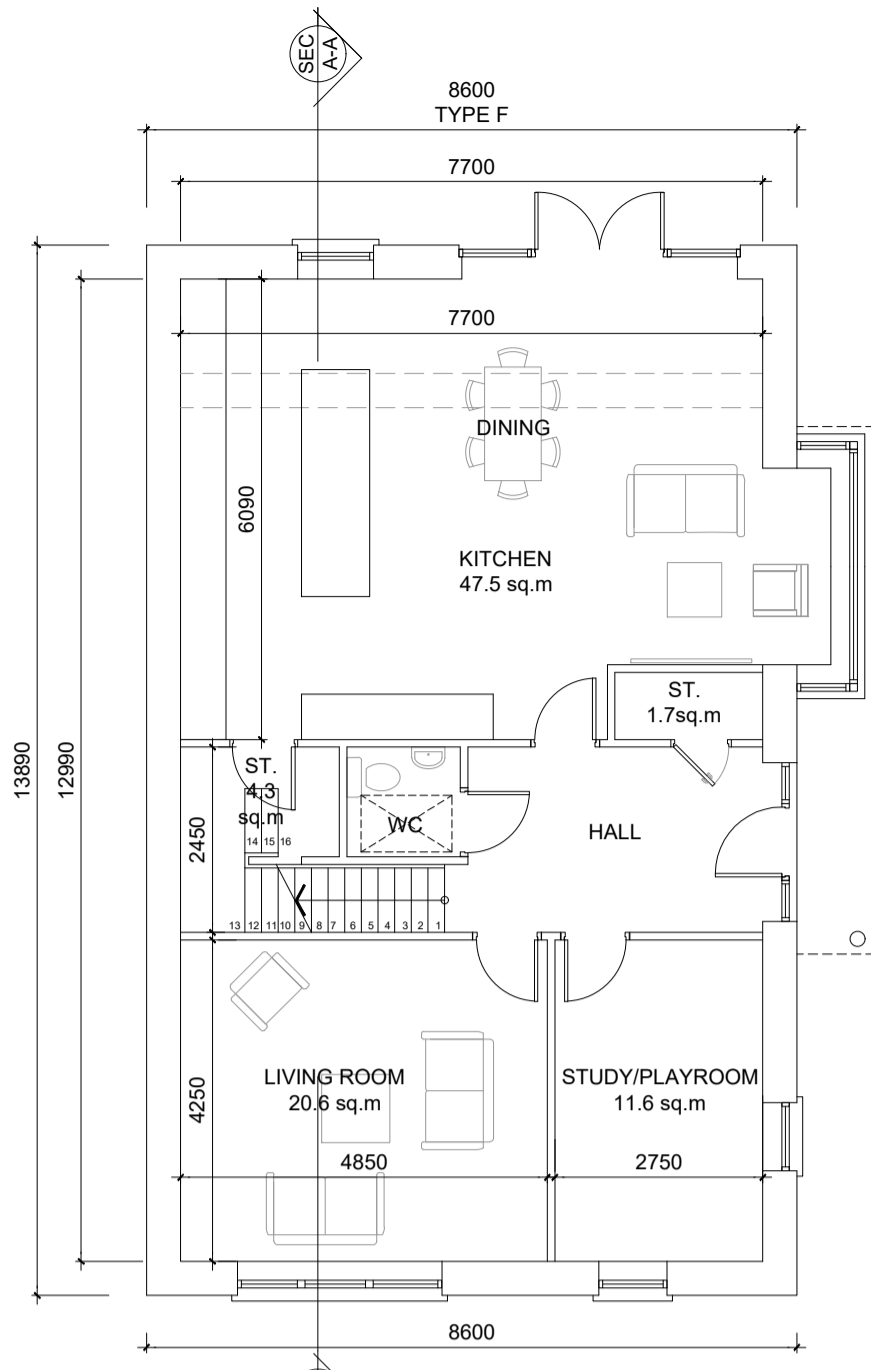 SEC
A-A
8600
TYPE F
7700
7700
DINING
6090
KITCHEN
47.5 sq.m
ST.
1.7sq.m
13890
12990
ST.
4.3
sq.m
WC
HALL
2450
14 15 16
13 12 11 10 9 8 7 6 5 4 3 2 1
LIVING ROOM
20.6 sq.m
STUDY/PLAYROOM
11.6 sq.m
4250
4850
2750
8600